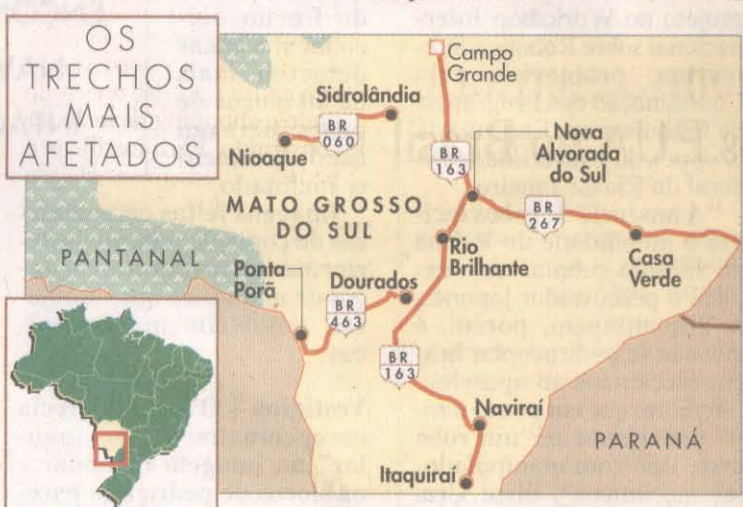 OS
TRECHOS
MAIS
AFETADOS
Campo
Grande
Sidrolândia
BR
060
Nioaque
BR
163
Nova
Alvorada
do Sul
MATO GROSSO
DO SUL
BR
267
PANTANAL
Rio
Brilhante
Casa
Verde
Ponta
Porã
Dourados
BR
463
BR
163
Naviraí
PARANÁ
Itaquiraí